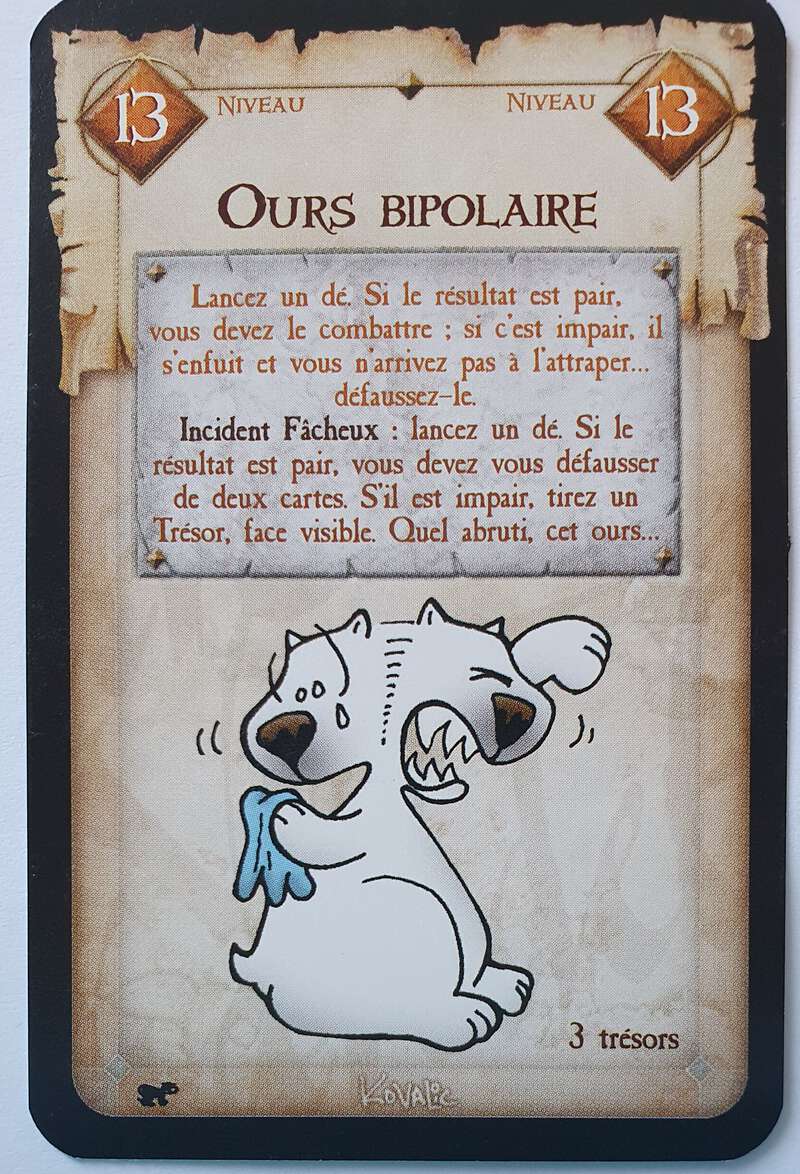 13 NIVEAU NIVEAU 13
OURS BIPOLAIRE
Lancez un dé. Si le résultat est pair,
vous devez le combattre ; si c'est impair, il
s'enfuit et vous n'arrivez pas à l'attraper...
défaussez-le.
Incident Fâcheux : lancez un dé. Si le
résultat est pair, vous devez vous défausser
de deux cartes. S'il est impair, tirez un
Trésor, face visible. Quel abruti, cet ours...
3 trésors
KOVALIC